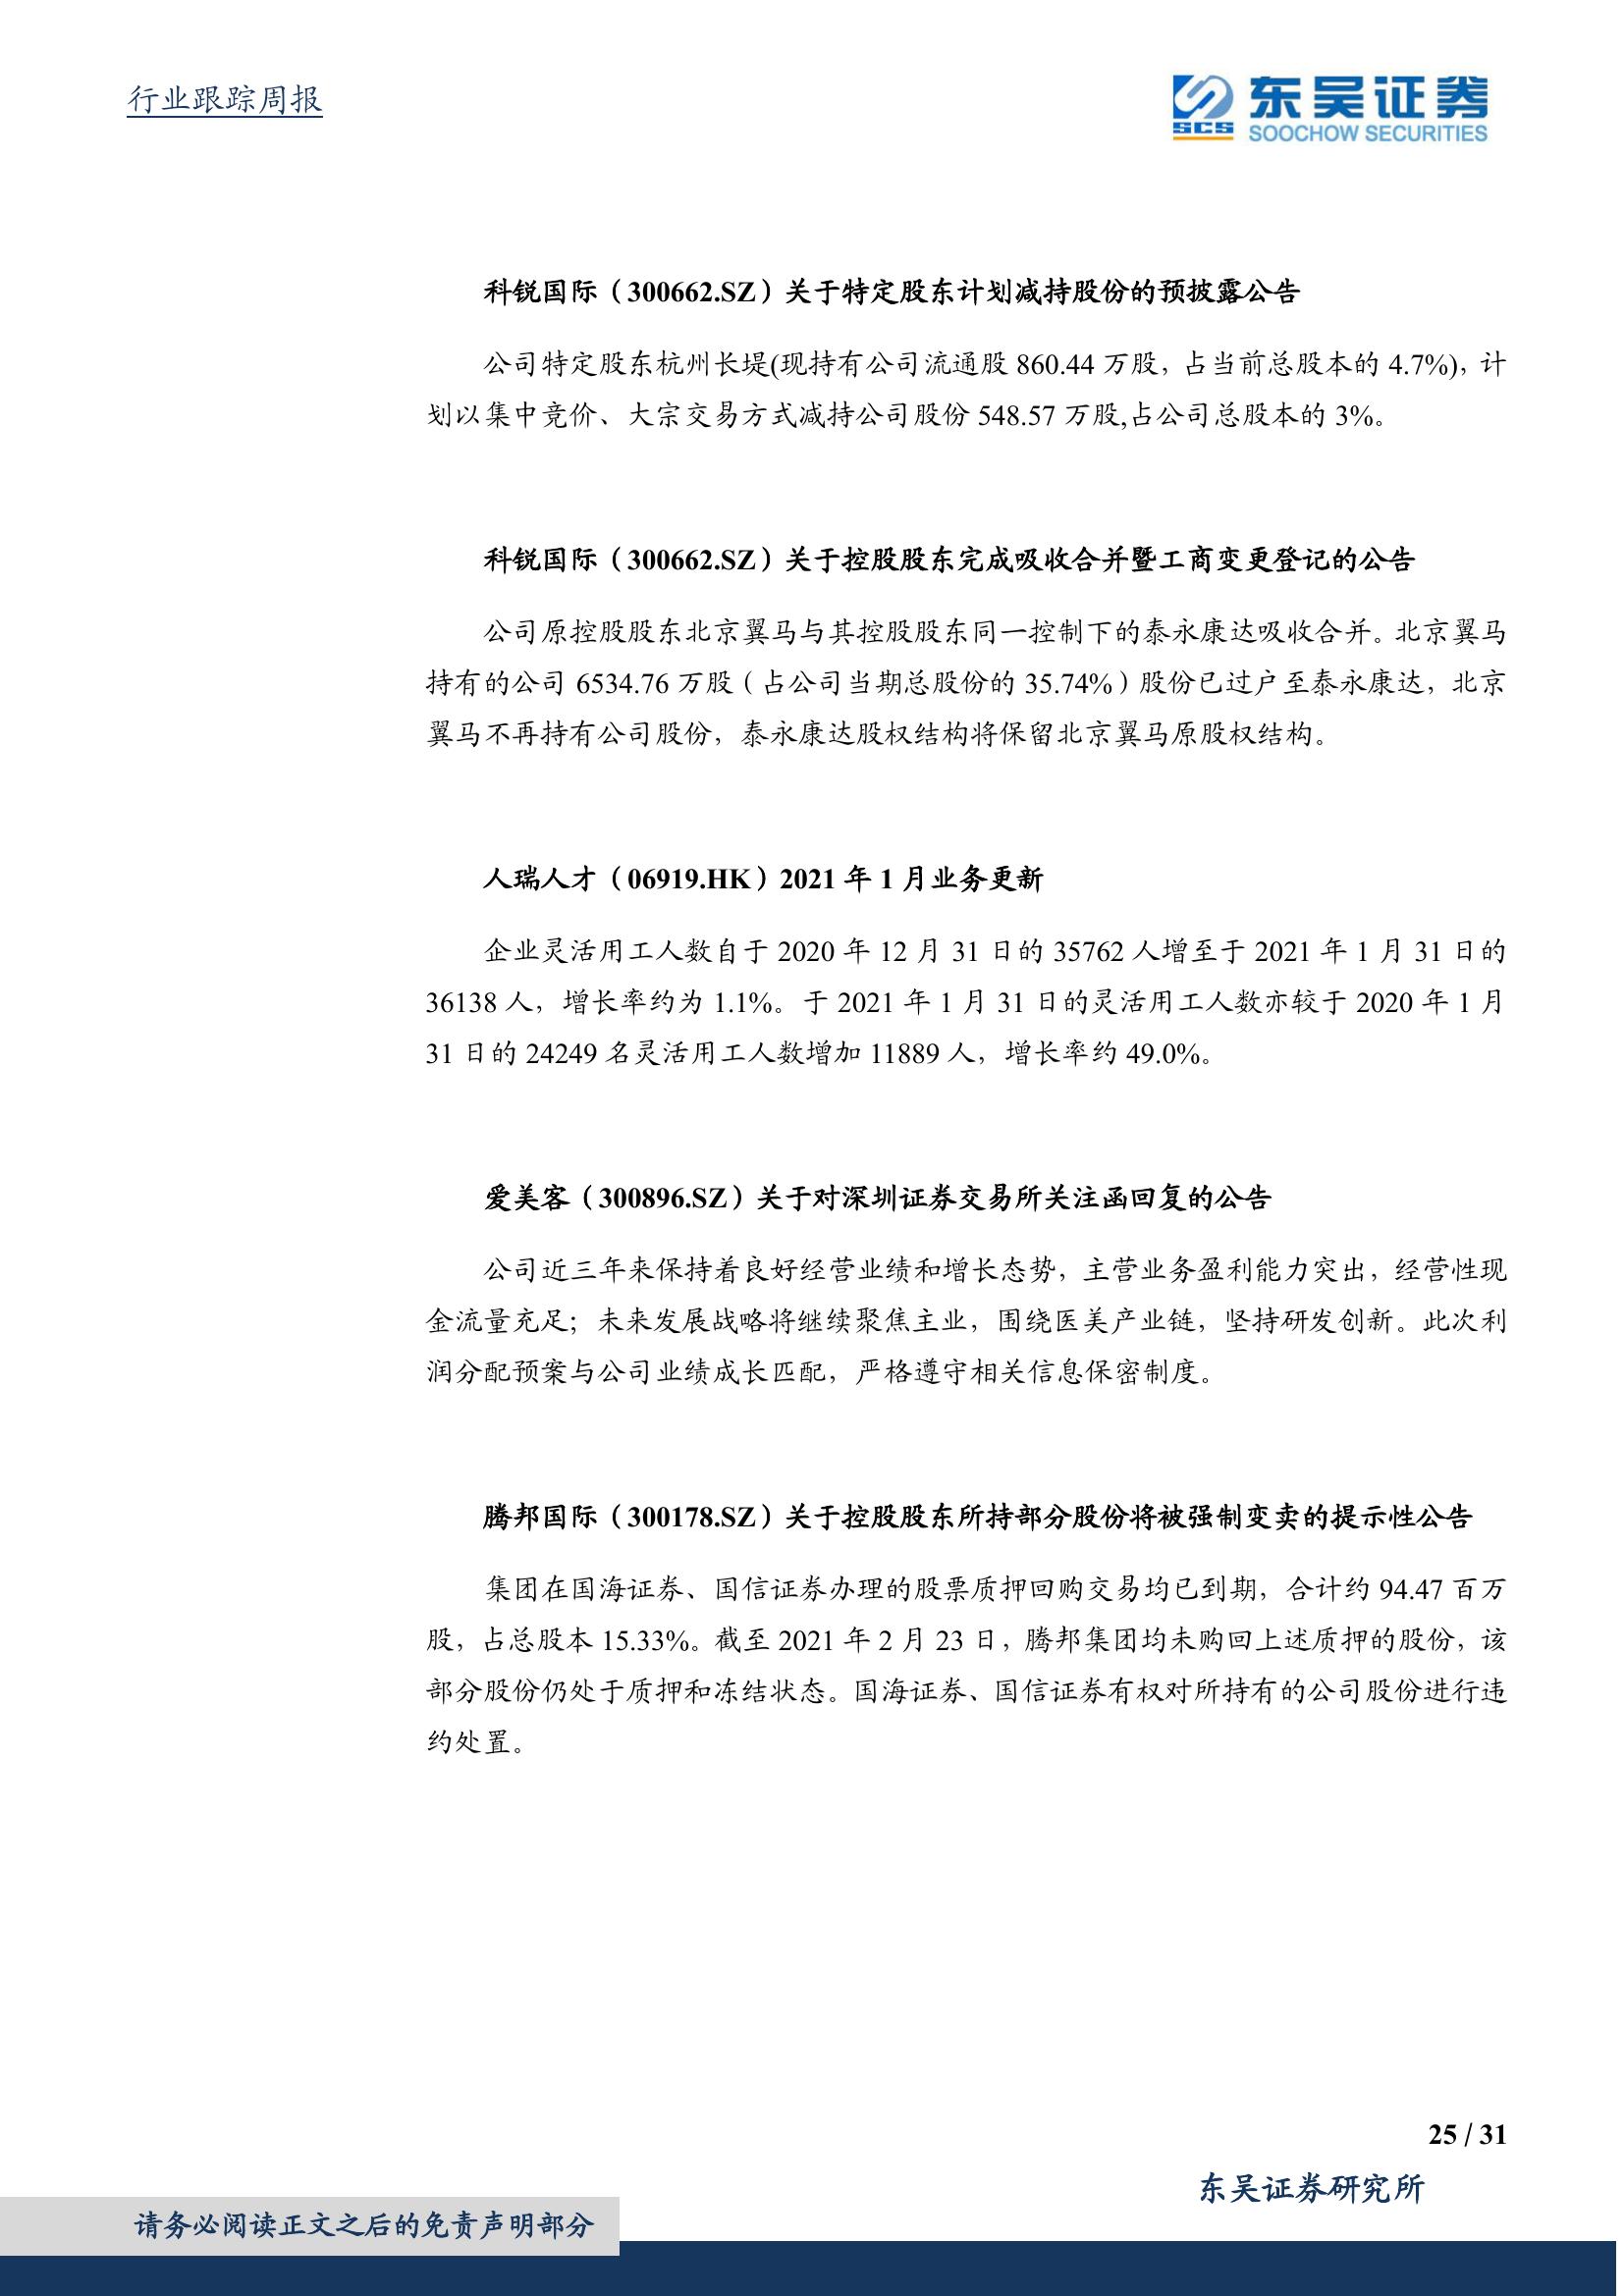 行业跟踪周报
SCS 东吴证券
SOOCHOW SECURITIES
科锐国际（300662.SZ）关于特定股东计划减持股份的预披露公告
公司特定股东杭州长堤(现持有公司流通股 860.44 万股，占当前总股本的 4.7%)，计
划以集中竞价、大宗交易方式减持公司股份 548.57 万股,占公司总股本的 3%。
科锐国际（300662.SZ）关于控股股东完成吸收合并暨工商变更登记的公告
公司原控股股东北京翼马与其控股股东同一控制下的泰永康达吸收合并。北京翼马
持有的公司 6534.76 万股（占公司当期总股份的 35.74%）股份已过户至泰永康达，北京
翼马不再持有公司股份，泰永康达股权结构将保留北京翼马原股权结构。
人瑞人才（06919.HK）2021 年 1 月业务更新
企业灵活用工人数自于 2020 年 12 月 31 日的 35762 人增至于 2021 年 1 月 31 日的
36138 人，增长率约为 1.1%。于 2021 年 1 月 31 日的灵活用工人数亦较于 2020 年 1 月
31 日的 24249 名灵活用工人数增加 11889 人，增长率约 49.0%。
爱美客（300896.SZ）关于对深圳证券交易所关注函回复的公告
公司近三年来保持着良好经营业绩和增长态势，主营业务盈利能力突出，经营性现
金流量充足；未来发展战略将继续聚焦主业，围绕医美产业链，坚持研发创新。此次利
润分配预案与公司业绩成长匹配，严格遵守相关信息保密制度。
腾邦国际（300178.SZ）关于控股股东所持部分股份将被强制变卖的提示性公告
集团在国海证券、国信证券办理的股票质押回购交易均已到期，合计约 94.47 百万
股，占总股本 15.33%。截至 2021 年 2 月 23 日，腾邦集团均未购回上述质押的股份，该
部分股份仍处于质押和冻结状态。国海证券、国信证券有权对所持有的公司股份进行违
约处置。
25 / 31
东吴证券研究所
请务必阅读正文之后的免责声明部分